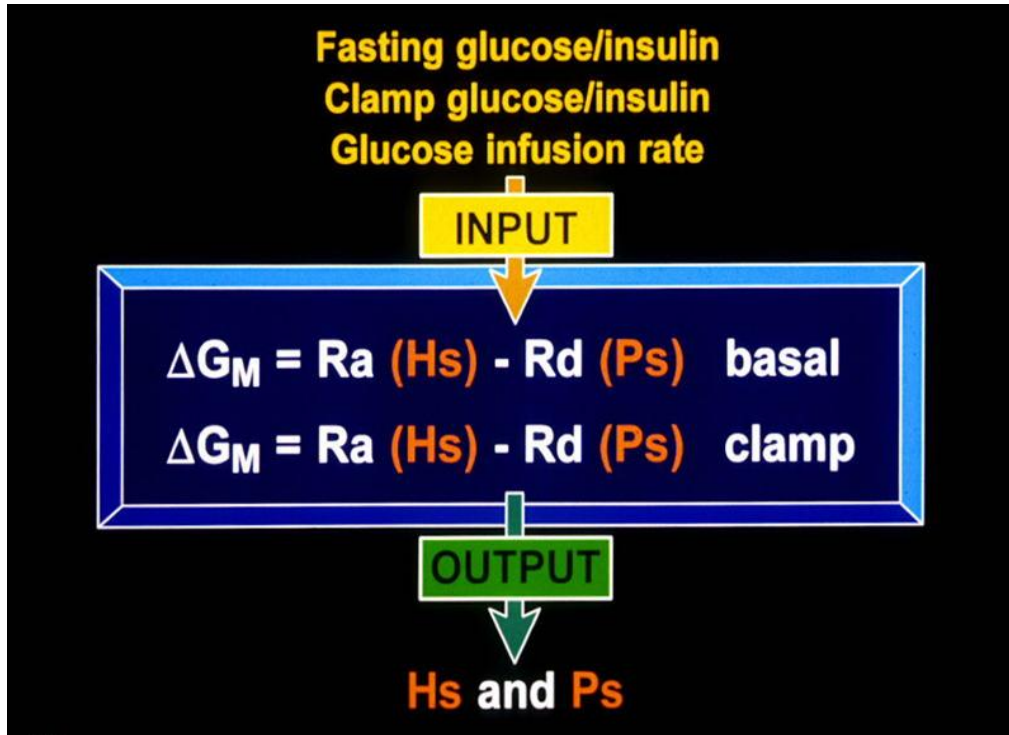 Fasting glucose/insulin
Clamp glucose/insulin
Glucose infusion rate
INPUT
ΔGM = Ra (Hs) - Rd (Ps) basal
ΔGM = Ra (Hs) - Rd (Ps) clamp
OUTPUT
Hs and Ps